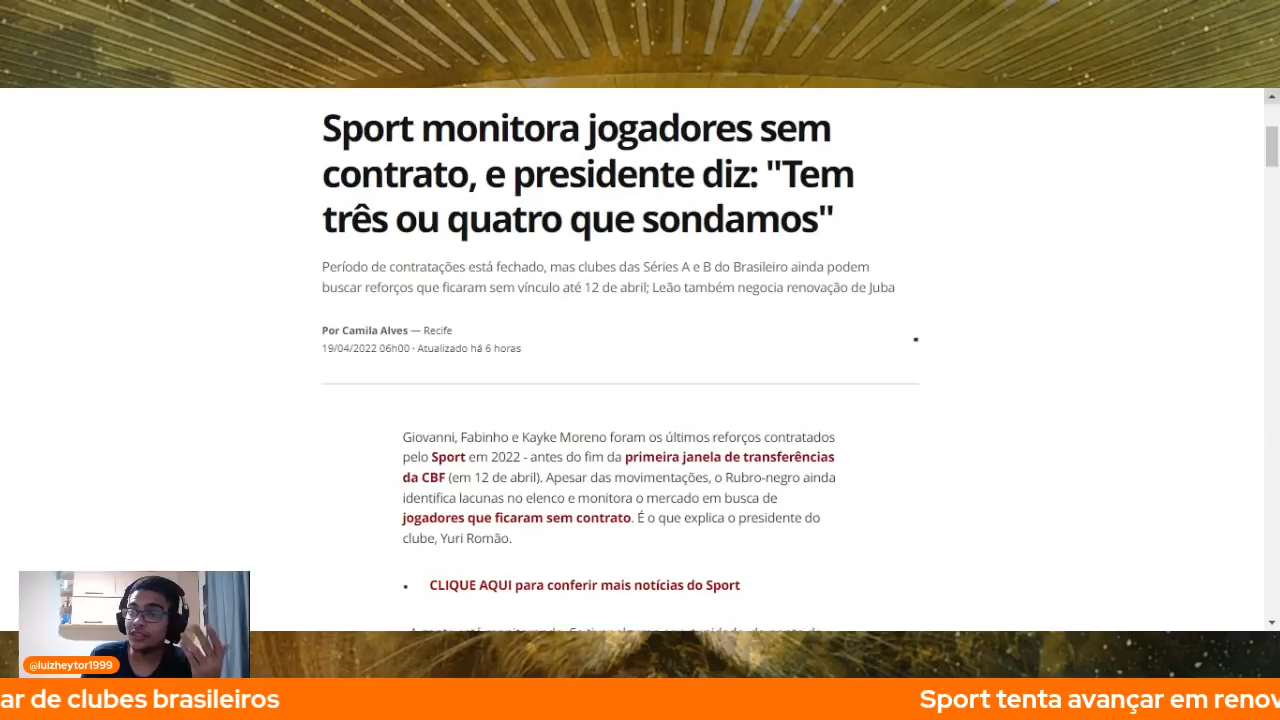 Sport monitora jogadores sem
contrato, e presidente diz: "Tem
três ou quatro que sondamos"
Período de contratações está fechado, mas clubes das Séries A e B do Brasileiro ainda podem
buscar reforços que ficaram sem vínculo até 12 de abril; Leão também negocia renovação de Juba
Por Camila Alves — Recife
19/04/2022 06h00 · Atualizado há 6 horas
Giovanni, Fabinho e Kayke Moreno foram os últimos reforços contratados
pelo Sport em 2022 - antes do fim da primeira janela de transferências
da CBF (em 12 de abril). Apesar das movimentações, o Rubro-negro ainda
identifica lacunas no elenco e monitora o mercado em busca de
jogadores que ficaram sem contrato. É o que explica o presidente do
clube, Yuri Romão.
• CLIQUE AQUI para conferir mais notícias do Sport
@luizheytor1999
ar de clubes brasileiros Sport tenta avançar em renov